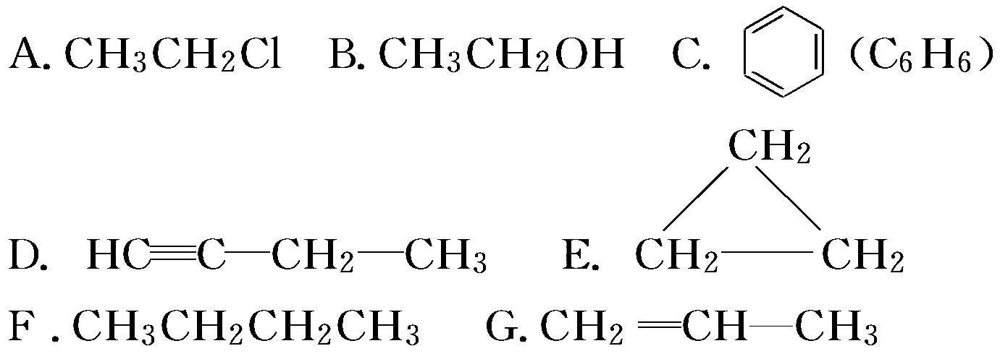 A. CH₃CH₂Cl B. CH₃CH₂OH C. (C₆H₆)
CH₂
D. HC≡C—CH₂—CH₃ E. CH₂—CH₂
F . CH₃CH₂CH₂CH₃ G. CH₂=CH—CH₃